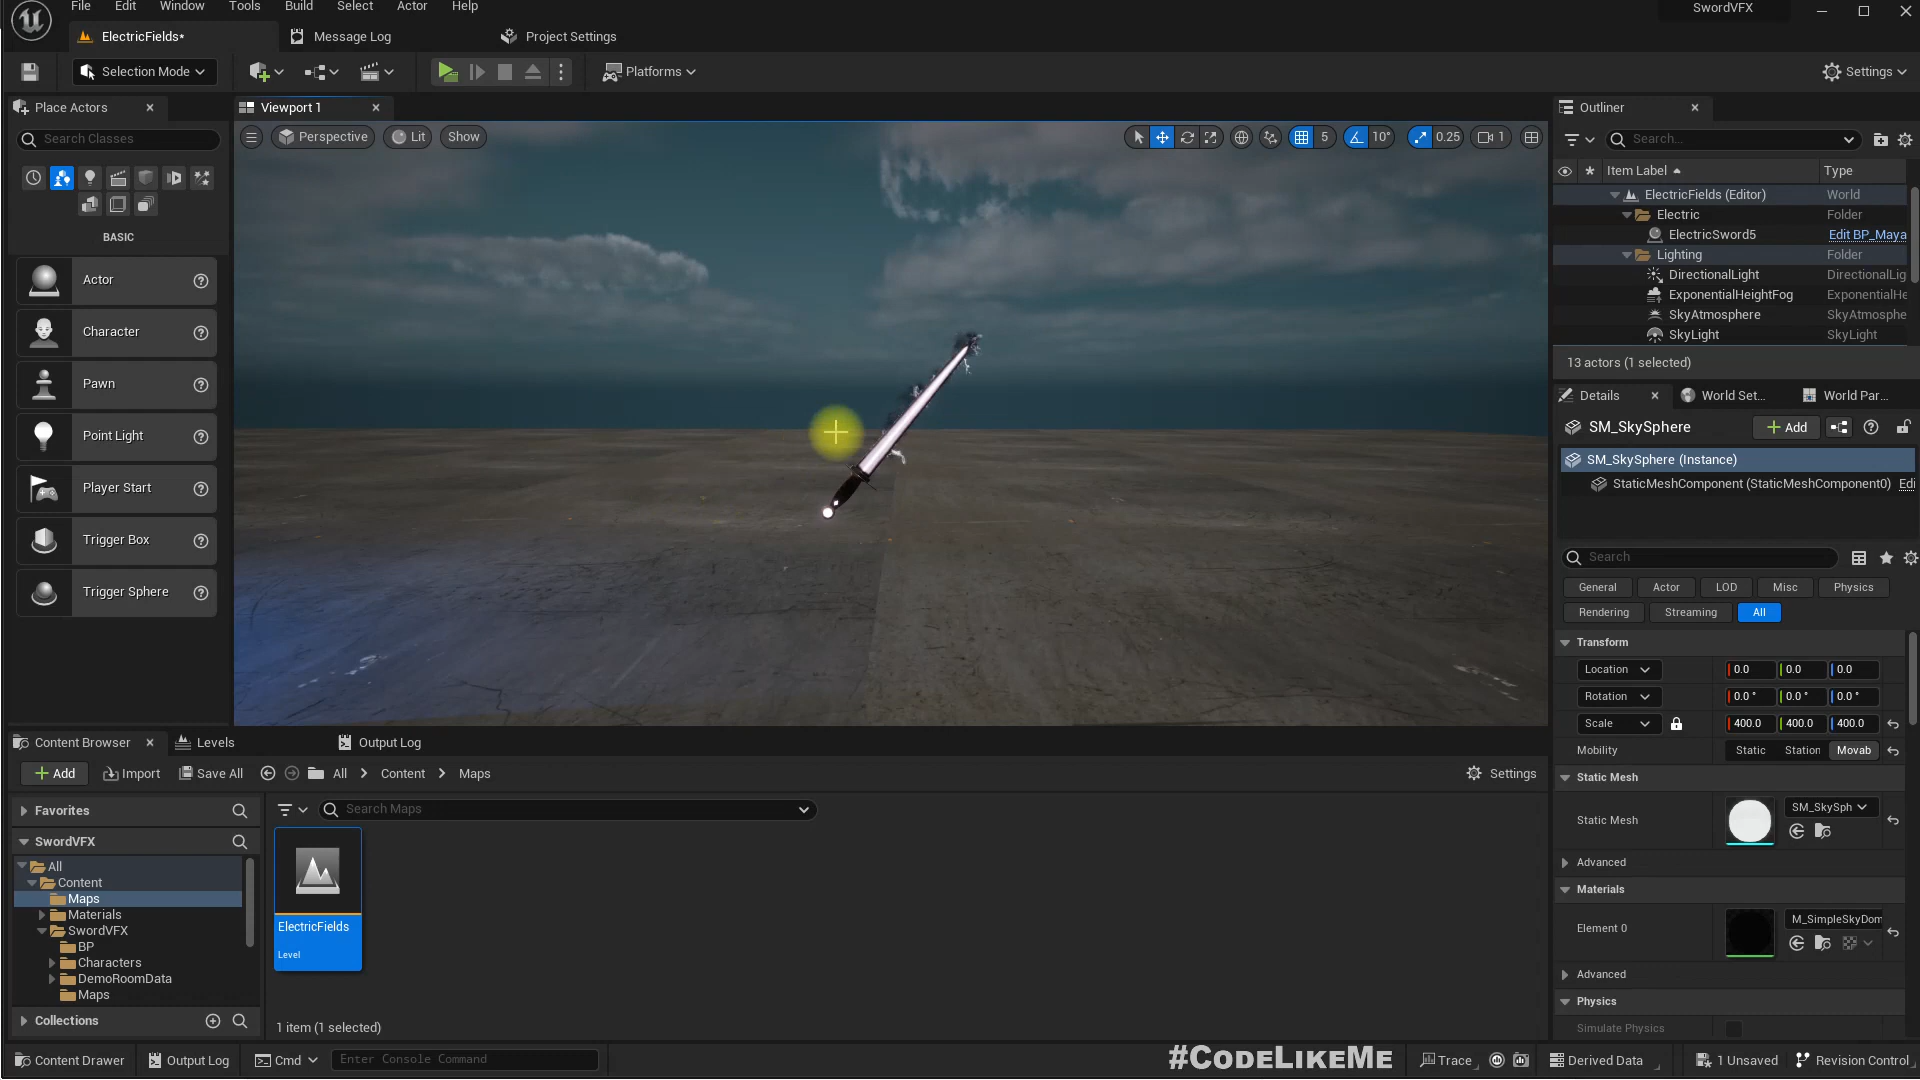 File Edit Window Tools Build Select Actor Help
SwordVFX
ElectricFields*
Message Log
Project Settings
Selection Mode
Platforms
Settings
Place Actors
Viewport 1
Outliner
Search Classes
Perspective
Lit
Show
5
10°
0.25
1
Search...
Item Label
Type
BASIC
ElectricFields (Editor)
World
Electric
Folder
ElectricSword5
Edit BP_Maya
Lighting
Folder
DirectionalLight
DirectionalLig
ExponentialHeightFog
ExponentialHe
SkyAtmosphere
SkyAtmosphe
SkyLight
SkyLight
13 actors (1 selected)
Actor
Character
Pawn
Point Light
Player Start
Trigger Box
Trigger Sphere
Details
World Set...
World Par...
SM_SkySphere
Add
SM_SkySphere (Instance)
StaticMeshComponent (StaticMeshComponent0)
Edi
Search
General
Actor
LOD
Misc
Physics
Rendering
Streaming
All
Transform
Location
0.0
0.0
0.0
Rotation
0.0 °
0.0 °
0.0 °
Scale
400.0
400.0
400.0
Mobility
Static
Station
Movab
Static Mesh
Static Mesh
SM_SkySph
Advanced
Materials
Element 0
M_SimpleSkyDom
Advanced
Physics
Simulate Physics
Content Browser
Levels
Output Log
Add
Import
Save All
All
Content
Maps
Settings
Favorites
Search Maps
SwordVFX
All
Content
Maps
Materials
SwordVFX
BP
Characters
DemoRoomData
Maps
Collections
ElectricFields
Level
1 item (1 selected)
Content Drawer
Output Log
Cmd
Enter Console Command
#CODELIKEME
Trace
Derived Data
1 Unsaved
Revision Control